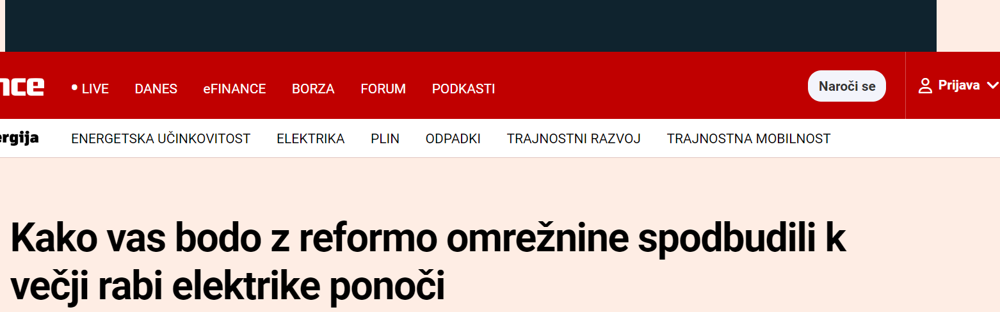 nce
LIVE DANES eFINANCE BORZA FORUM PODKASTI Naroči se Prijava
ergija ENERGETSKA UČINKOVITOST ELEKTRIKA PLIN ODPADKI TRAJNOSTNI RAZVOJ TRAJNOSTNA MOBILNOST
Kako vas bodo z reformo omrežnine spodbudili k
večji rabi elektrike ponoči